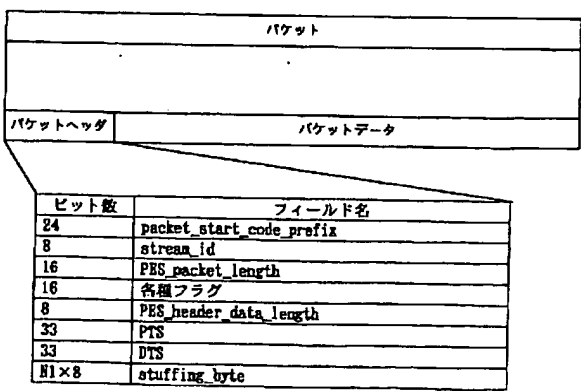 パケット
パケットヘッダ パケットデータ
ビット数 フィールド名
24 packet_start_code_prefix
8 stream_id
16 PES_packet_length
16 各種フラグ
8 PES_header_data_length
33 PTS
33 DTS
N1×8 stuffing_byte